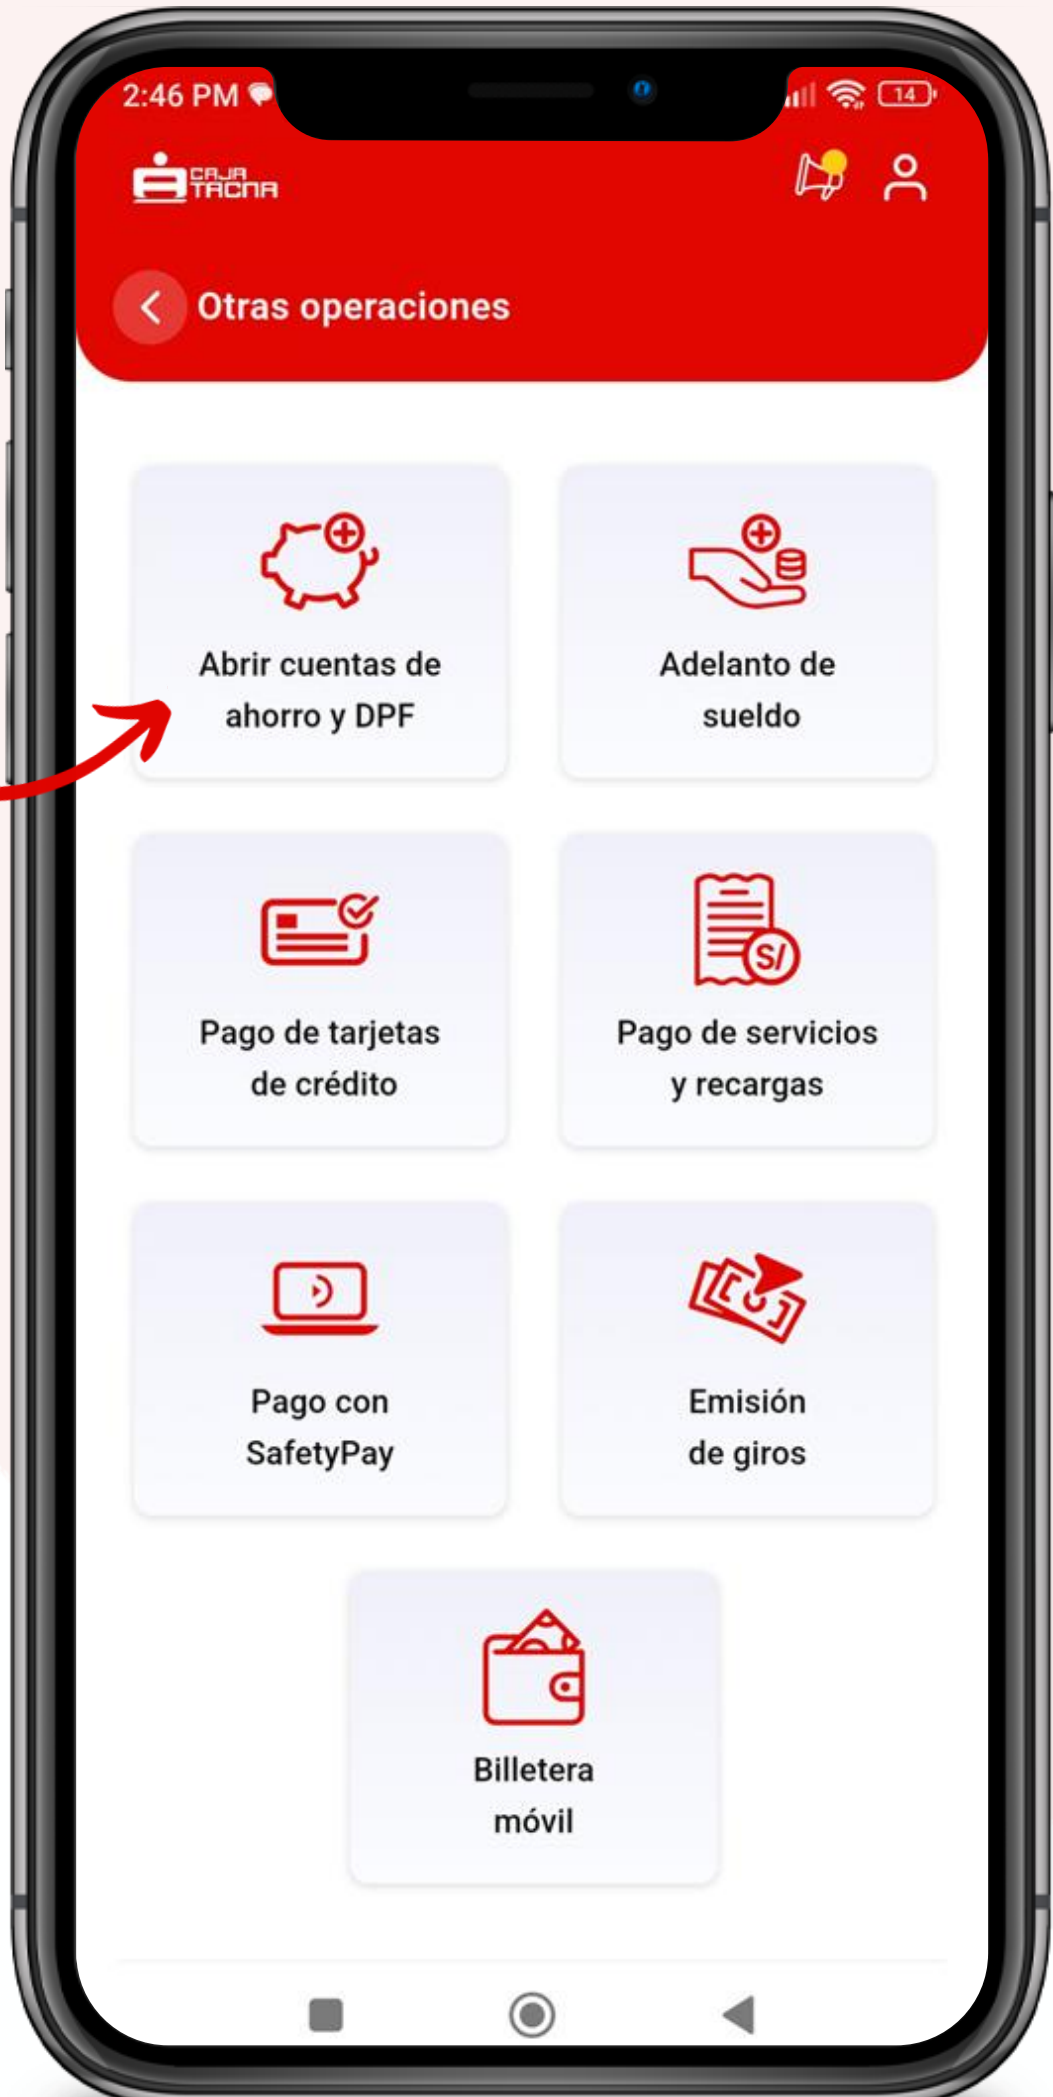 2:46 PM
14
CAJA
TACNA
Otras operaciones
Abrir cuentas de
ahorro y DPF
Adelanto de
sueldo
Pago de tarjetas
de crédito
S/
Pago de servicios
y recargas
Pago con
SafetyPay
Emisión
de giros
Billetera
móvil